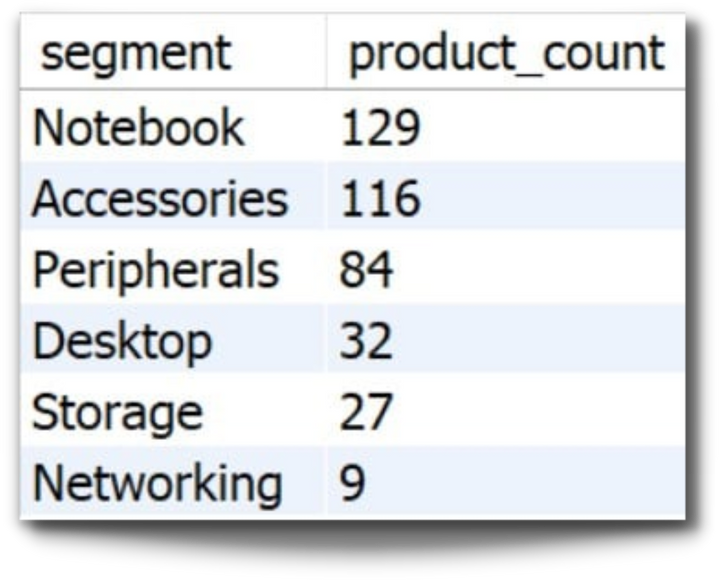 segment product_count
Notebook 129
Accessories 116
Peripherals 84
Desktop 32
Storage 27
Networking 9